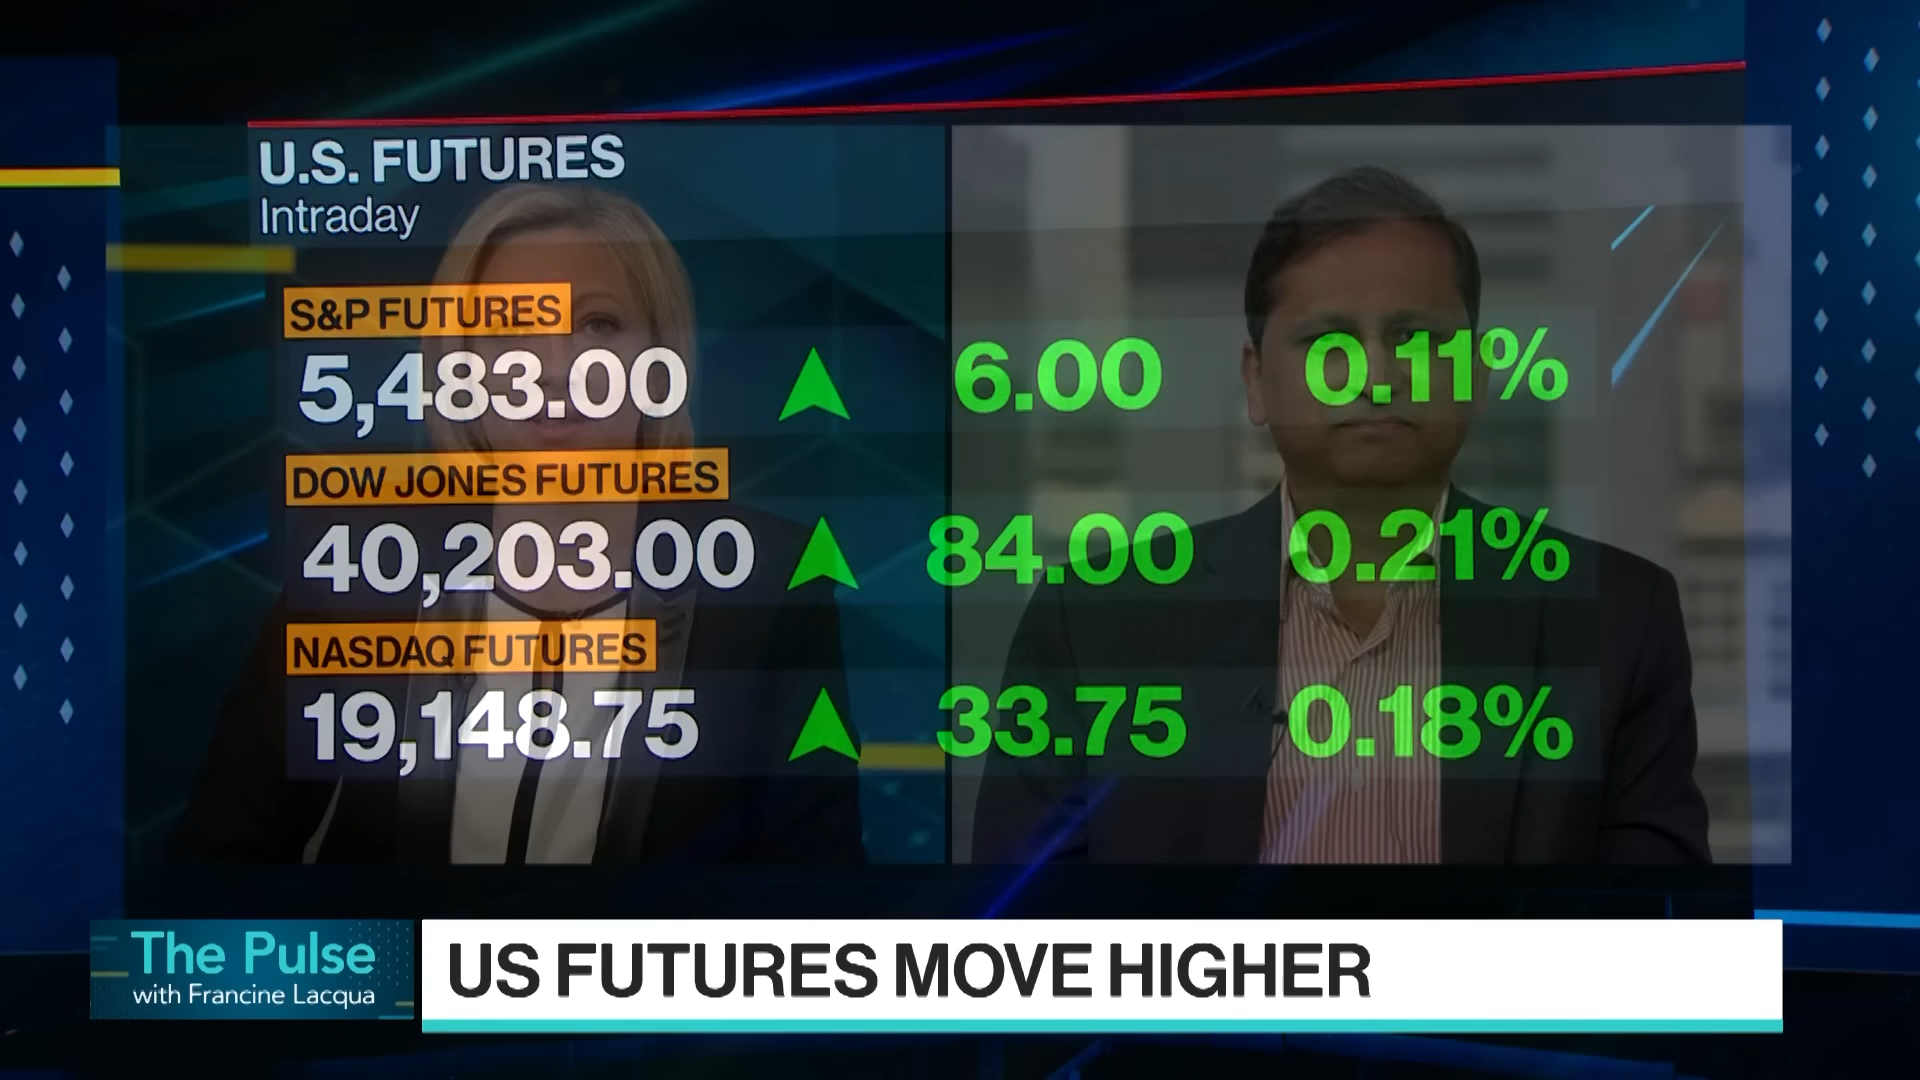 U.S. FUTURES
Intraday
S&P FUTURES
5,483.00 6.00 0.11%
DOW JONES FUTURES
40,203.00 84.00 0.21%
NASDAQ FUTURES
19,148.75 33.75 0.18%
The Pulse
with Francine Lacqua
US FUTURES MOVE HIGHER